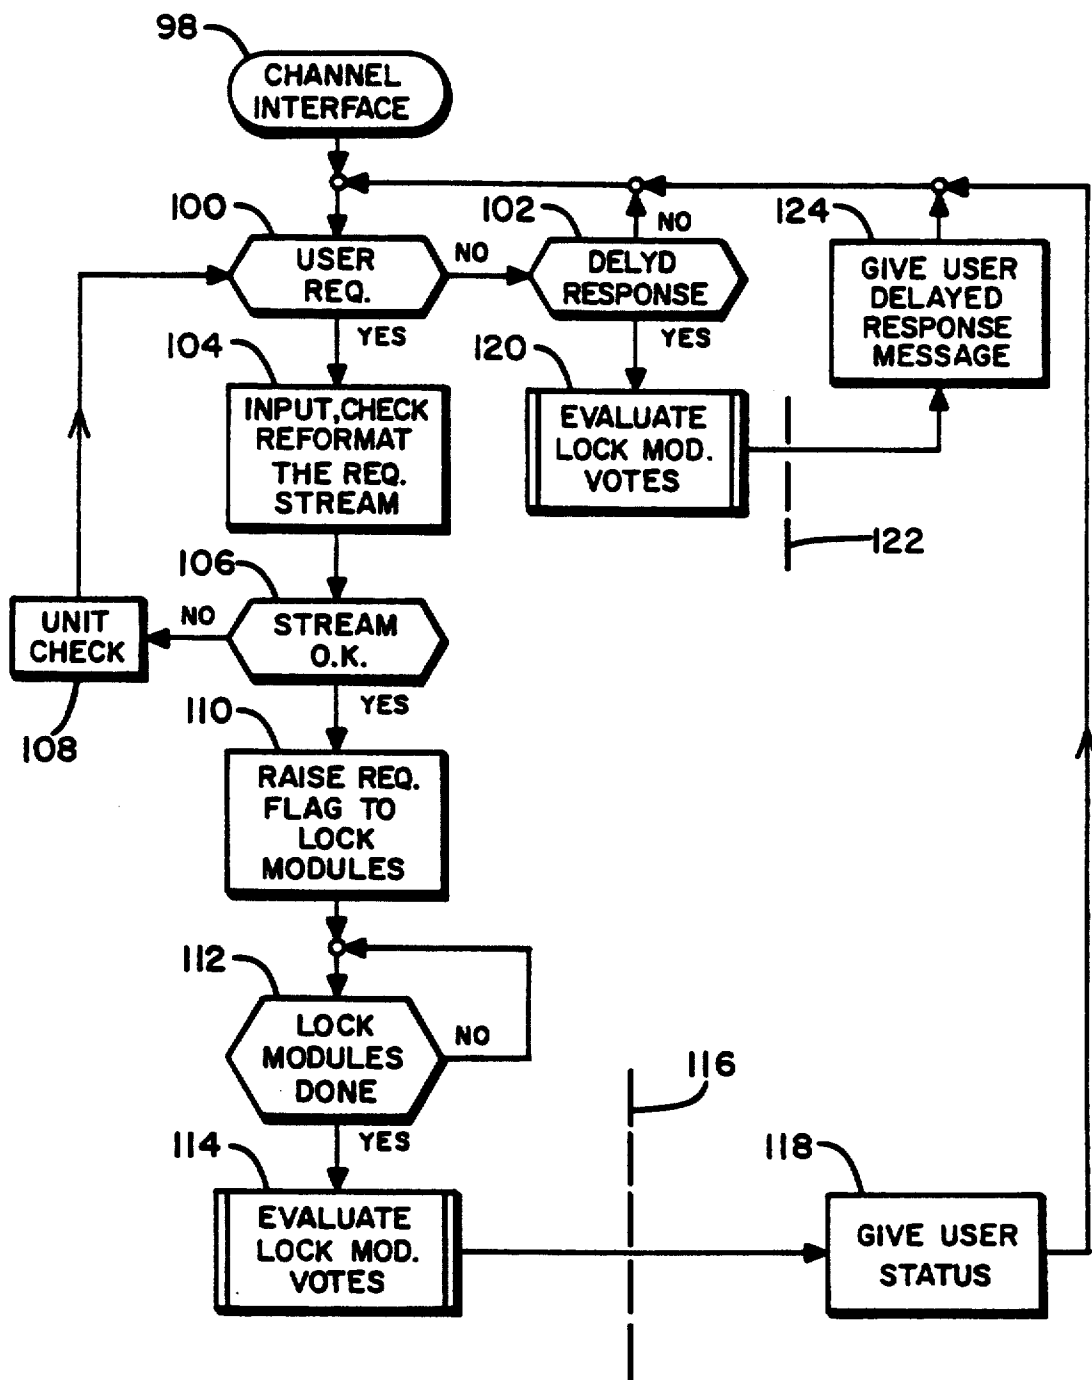 98
CHANNEL
INTERFACE
100
USER
REQ.
NO
YES
102
DELYD
RESPONSE
NO
YES
124
GIVE USER
DELAYED
RESPONSE
MESSAGE
104
INPUT,CHECK
REFORMAT
THE REQ.
STREAM
120
EVALUATE
LOCK MOD.
VOTES
122
106
STREAM
O.K.
NO
YES
UNIT
CHECK
108
110
RAISE REQ.
FLAG TO
LOCK
MODULES
112
LOCK
MODULES
DONE
NO
YES
116
114
EVALUATE
LOCK MOD.
VOTES
118
GIVE USER
STATUS